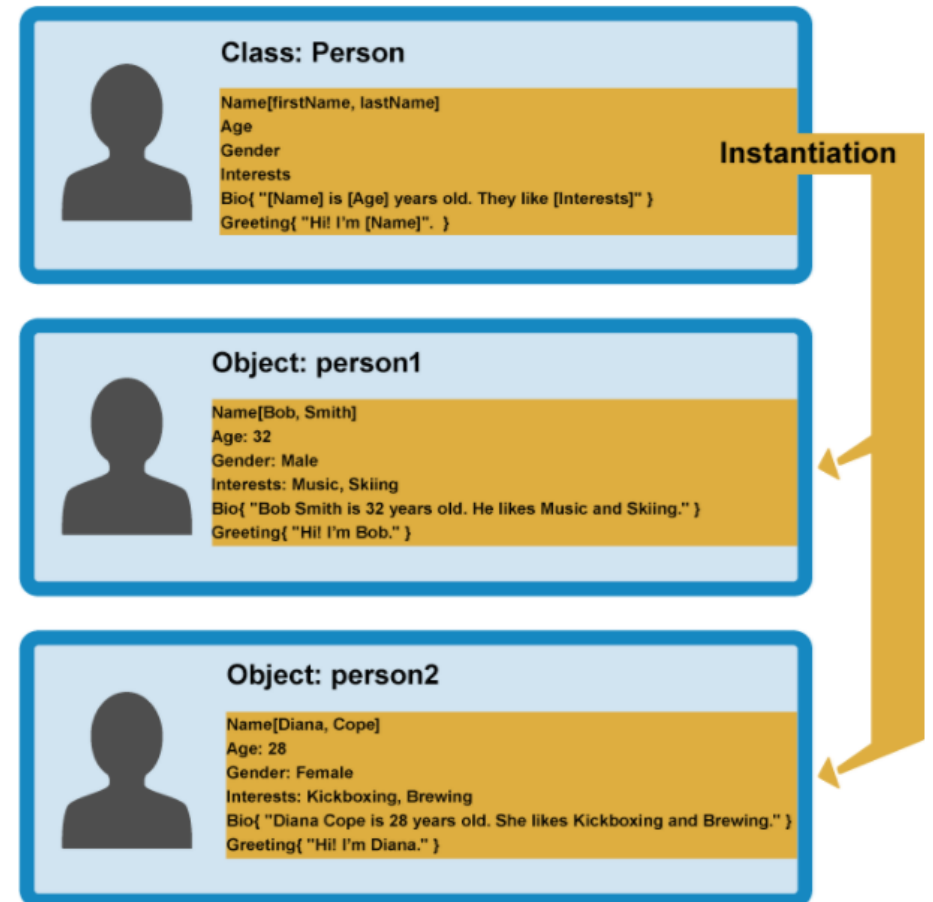 Class: Person
Name[firstName, lastName]
Age
Gender
Interests
Bio{ "[Name] is [Age] years old. They like [Interests]" }
Greeting{ "Hi! I'm [Name]". }
Instantiation
Object: person1
Name[Bob, Smith]
Age: 32
Gender: Male
Interests: Music, Skiing
Bio{ "Bob Smith is 32 years old. He likes Music and Skiing." }
Greeting{ "Hi! I'm Bob." }
Object: person2
Name[Diana, Cope]
Age: 28
Gender: Female
Interests: Kickboxing, Brewing
Bio{ "Diana Cope is 28 years old. She likes Kickboxing and Brewing." }
Greeting{ "Hi! I'm Diana." }